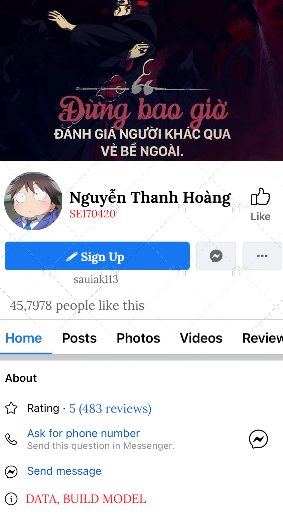 Đừng bao giờ
ĐÁNH GIÁ NGƯỜI KHÁC QUA
VẺ BỀ NGOÀI.
Nguyễn Thanh Hoàng
SE170420
Like
Sign Up
sauiak113
45,7978 people like this
Home Posts Photos Videos Review
About
Rating · 5 (483 reviews)
Ask for phone number
Send this question in Messenger.
Send message
DATA, BUILD MODEL